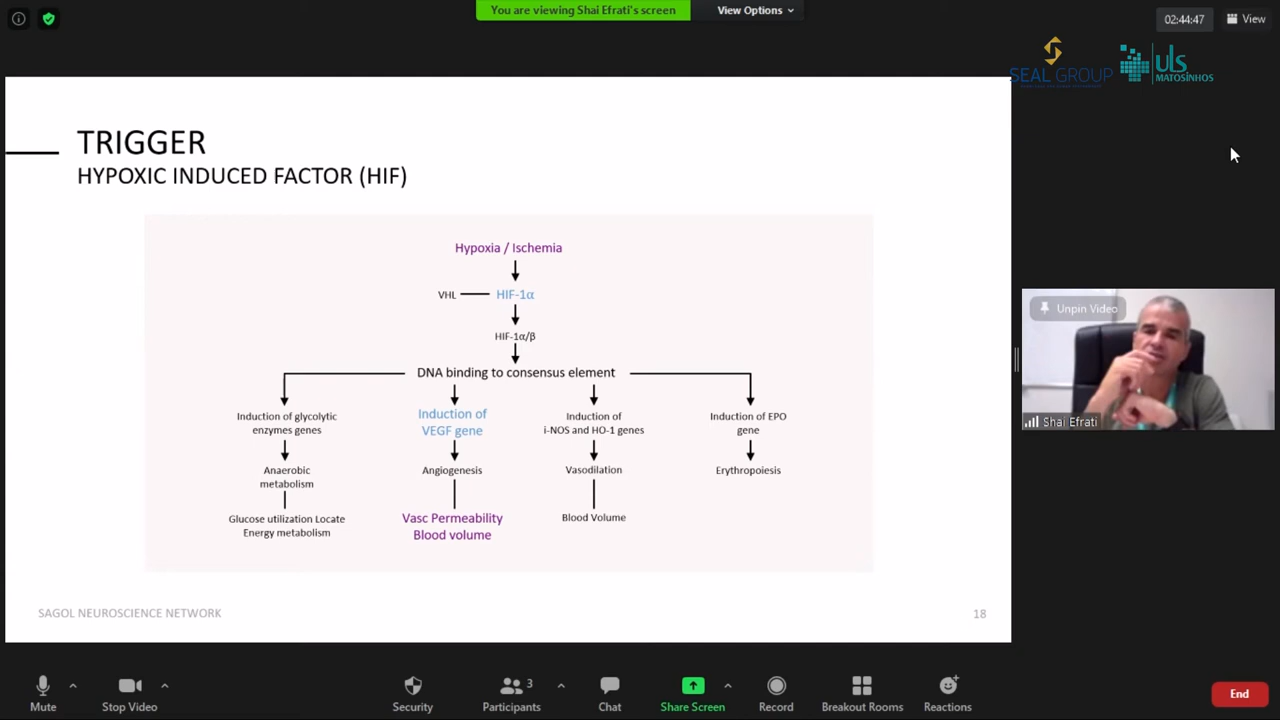 You are viewing Shai Efrati's screen
View Options
02:44:47
View
SEAL GROUP
uls
MATOSINHOS
TRIGGER
HYPOXIC INDUCED FACTOR (HIF)
Hypoxia / Ischemia
VHL
HIF-1α
HIF-1α/β
DNA binding to consensus element
Induction of glycolytic
enzymes genes
Induction of
VEGF gene
Induction of
i-NOS and HO-1 genes
Induction of EPO
gene
Anaerobic
metabolism
Angiogenesis
Vasodilation
Erythropoiesis
Glucose utilization Locate
Energy metabolism
Vasc Permeability
Blood volume
Blood Volume
SAGOL NEUROSCIENCE NETWORK
18
Unpin Video
Shai Efrati
Mute
Stop Video
Security
Participants
3
Chat
Share Screen
Record
Breakout Rooms
Reactions
End